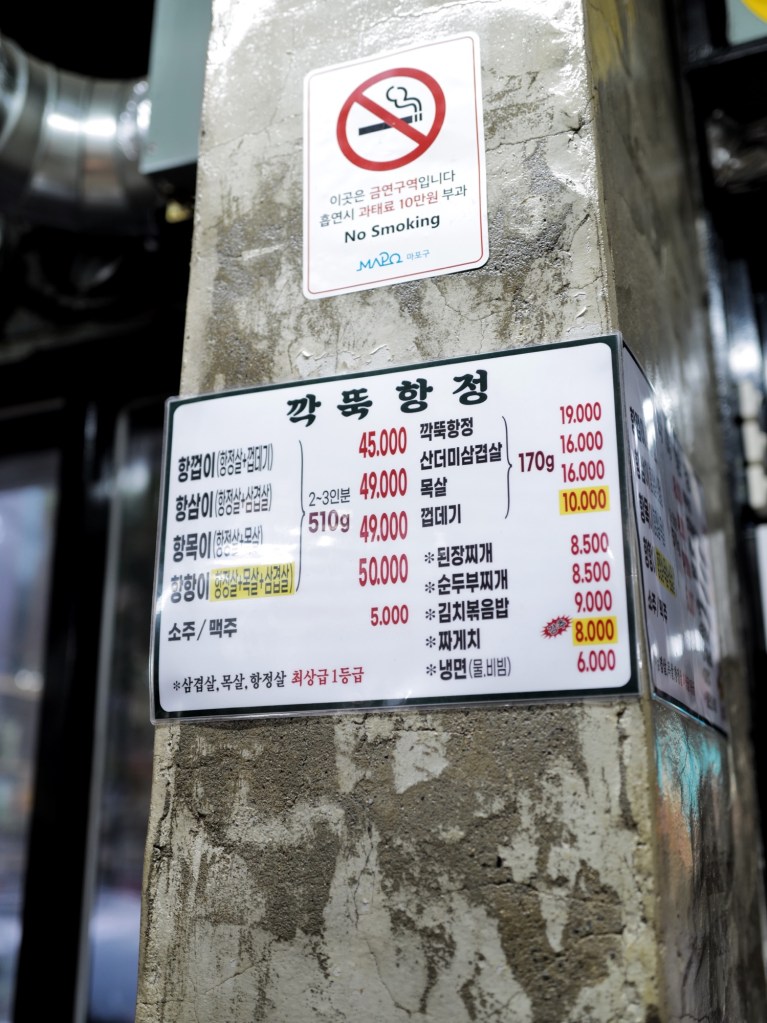 이곳은 금연구역입니다
흡연시 과태료 10만원 부과
No Smoking
MAPO 마포구
깍뚝항정
항껍이(항정살+껍데기) 45.000
항삼이(항정살+삼겹살) 49.000
항목이(항정살+목살) 49.000
항항이 항정살+목살+삼겹살 50.000
2~3인분
510g
소주/맥주 5.000
*삼겹살,목살,항정살 최상급1등급
깍뚝항정 19.000
산더미삼겹살 16.000
목살 16.000
껍데기 10.000
170g
*된장찌개 8.500
*순두부찌개 8.500
*김치볶음밥 9.000
*짜게치 8.000
*냉면(물,비빔) 6.000